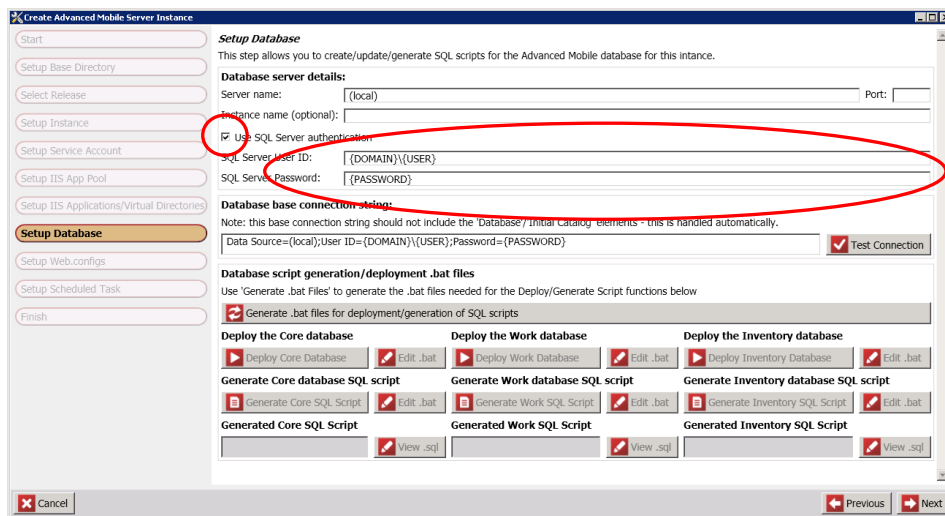 Create Advanced Mobile Server Instance
Start
Setup Base Directory
Select Release
Setup Instance
Setup Service Account
Setup IIS App Pool
Setup IIS Applications/Virtual Directories
Setup Database
Setup Web.configs
Setup Scheduled Task
Finish
Setup Database
This step allows you to create/update/generate SQL scripts for the Advanced Mobile database for this intance.
Database server details:
Server name: (local) Port:
Instance name (optional):
Use SQL Server authentication
SQL Server User ID: {DOMAIN}\{USER}
SQL Server Password: {PASSWORD}
Database base connection string:
Note: this base connection string should not include the 'Database'/'Initial Catalog' elements - this is handled automatically.
Data Source=(local);User ID={DOMAIN}\{USER};Password={PASSWORD} Test Connection
Database script generation/deployment .bat files
Use 'Generate .bat Files' to generate the .bat files needed for the Deploy/Generate Script functions below
Generate .bat files for deployment/generation of SQL scripts
Deploy the Core database Deploy the Work database Deploy the Inventory database
Deploy Core Database Edit .bat Deploy Work Database Edit .bat Deploy Inventory Database Edit .bat
Generate Core database SQL script Generate Work database SQL script Generate Inventory database SQL script
Generate Core SQL Script Edit .bat Generate Work SQL Script Edit .bat Generate Inventory SQL Script Edit .bat
Generated Core SQL Script Generated Work SQL Script Generated Inventory SQL Script
View .sql View .sql View .sql
Cancel Previous Next